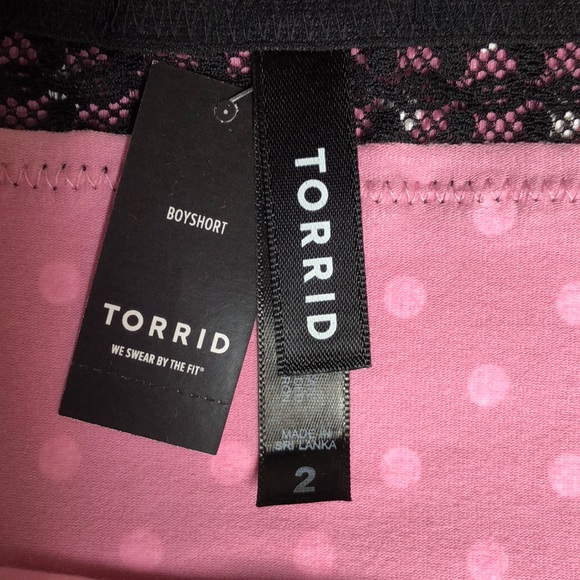 BOYSHORT
TORRID
WE SWEAR BY THE FIT®
TORRID
MADE IN
SRI LANKA
2